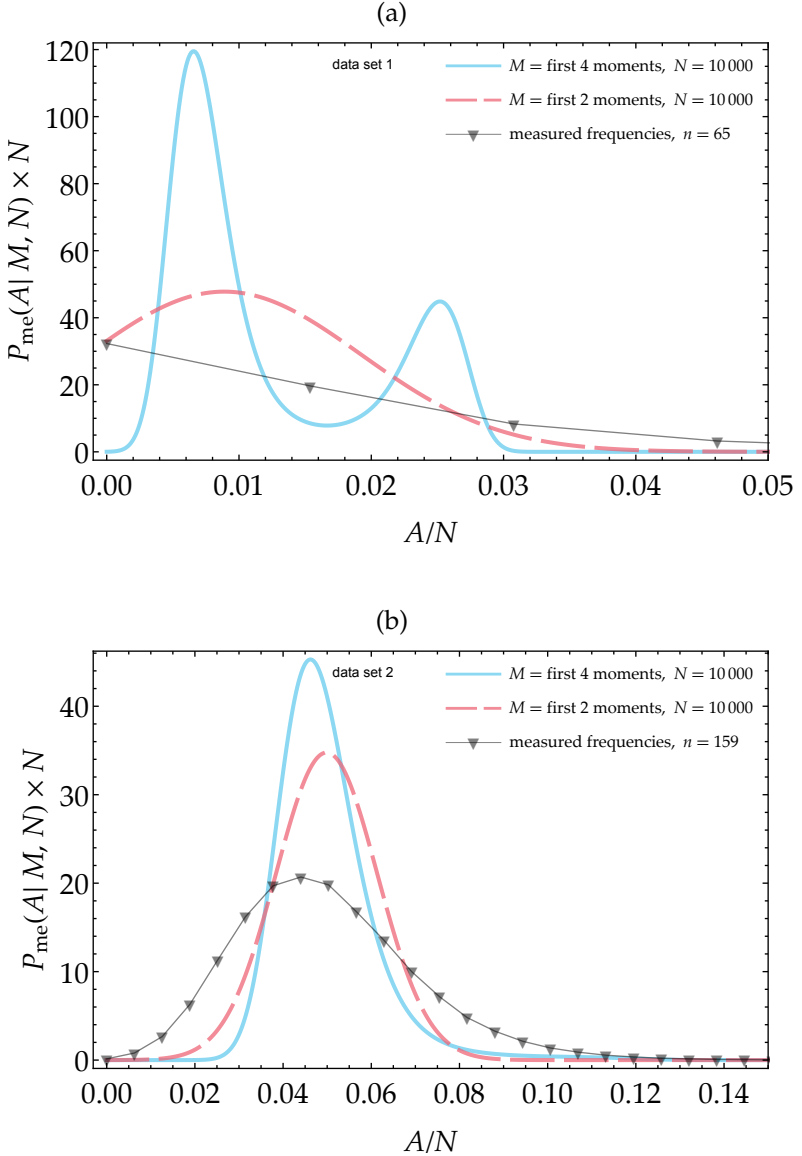 (a)
data set 1
M = first 4 moments, N = 10 000
M = first 2 moments, N = 10 000
measured frequencies, n = 65
P_me(A| M, N) × N
120
100
80
60
40
20
0
0.00 0.01 0.02 0.03 0.04 0.05
A/N
(b)
data set 2
M = first 4 moments, N = 10 000
M = first 2 moments, N = 10 000
measured frequencies, n = 159
P_me(A| M, N) × N
40
30
20
10
0
0.00 0.02 0.04 0.06 0.08 0.10 0.12 0.14
A/N